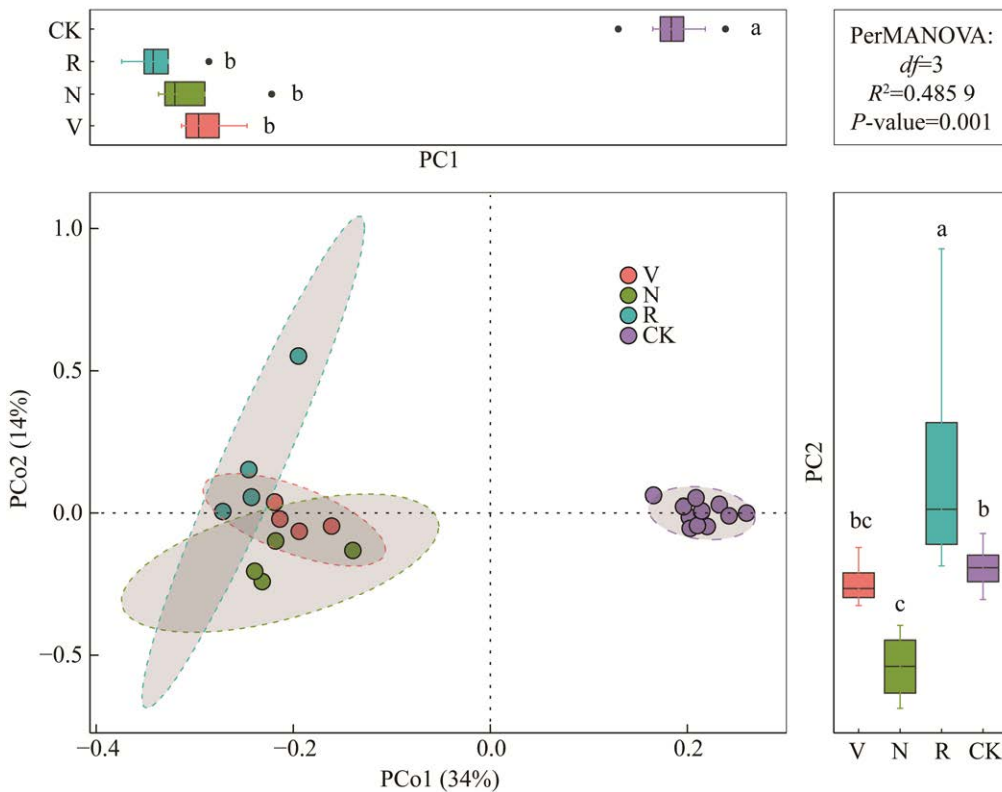 CK
a
R
b
N
b
V
b
PC1
PerMANOVA:
df=3
R²=0.485 9
P-value=0.001
1.0
0.5
0.0
−0.5
PCo2 (14%)
V
N
R
CK
−0.4
−0.2
0.0
0.2
PCo1 (34%)
PC2
a
bc
b
c
V
N
R
CK